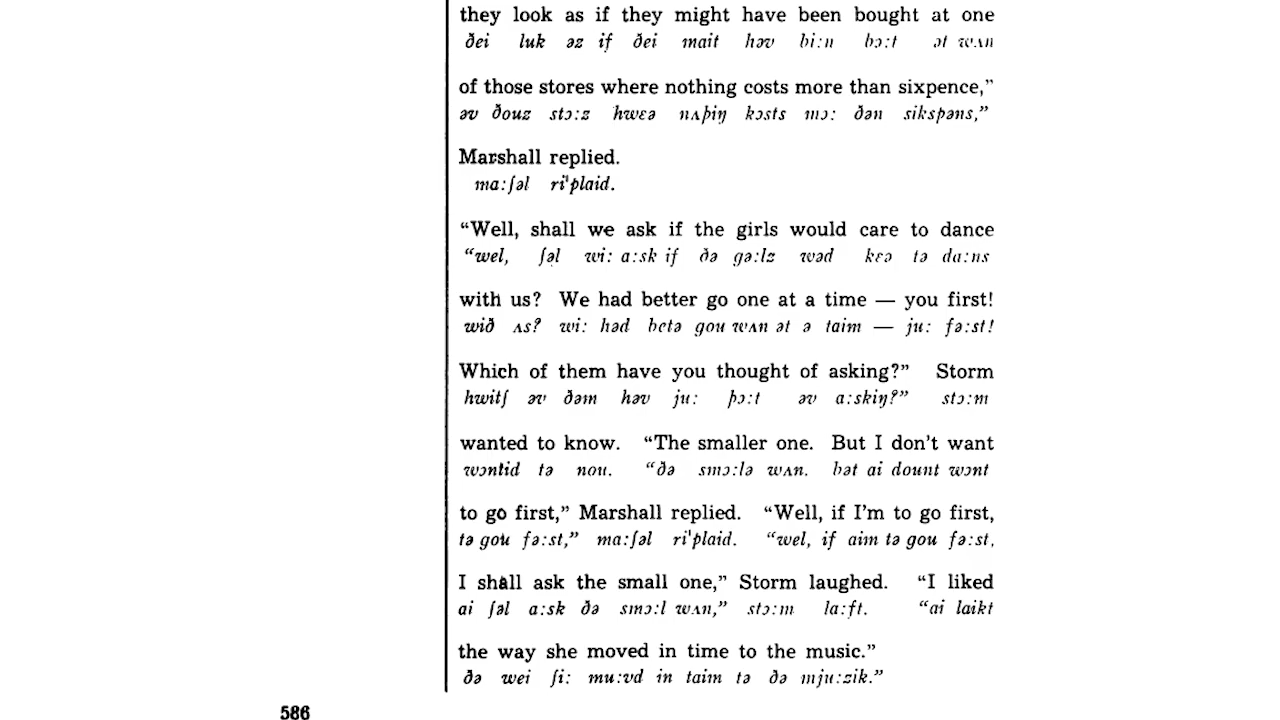 they look as if they might have been bought at one
ðei luk əz if ðei mait həv bi:n bɔ:t ət wʌn
of those stores where nothing costs more than sixpence,”
əv ðouz stɔ:z hwɛə nʌþiŋ kɔsts mɔ: ðən sikspəns,”
Marshall replied.
ma:ʃəl ri'plaid.
“Well, shall we ask if the girls would care to dance
“wel, ʃəl wi: a:sk if ðə gə:lz wəd kɛə tə da:ns
with us? We had better go one at a time — you first!
wið ʌs? wi: həd betə gou wʌn ət ə taim — ju: fə:st!
Which of them have you thought of asking?” Storm
hwitʃ əv ðəm həv ju: þɔ:t əv a:skiŋ?” stɔ:m
wanted to know. “The smaller one. But I don’t want
wɔntid tə nou. “ðə smɔ:lə wʌn. bət ai dount wɔnt
to go first,” Marshall replied. “Well, if I’m to go first,
tə gou fə:st,” ma:ʃəl ri'plaid. “wel, if aim tə gou fə:st,
I shall ask the small one,” Storm laughed. “I liked
ai ʃəl a:sk ðə smɔ:l wʌn,” stɔ:m la:ft. “ai laikt
the way she moved in time to the music.”
ðə wei ʃi: mu:vd in taim tə ðə mju:zik.”
586